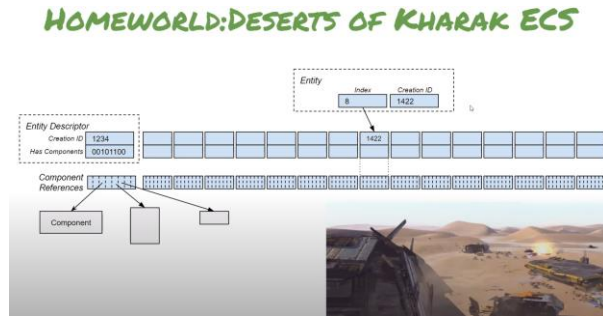 HOMEWORLD:DESERTS OF KHARAK ECS
Entity
Index Creation ID
8 1422
Entity Descriptor
Creation ID 1234 1422
Has Components 00101100
Component
References
Component